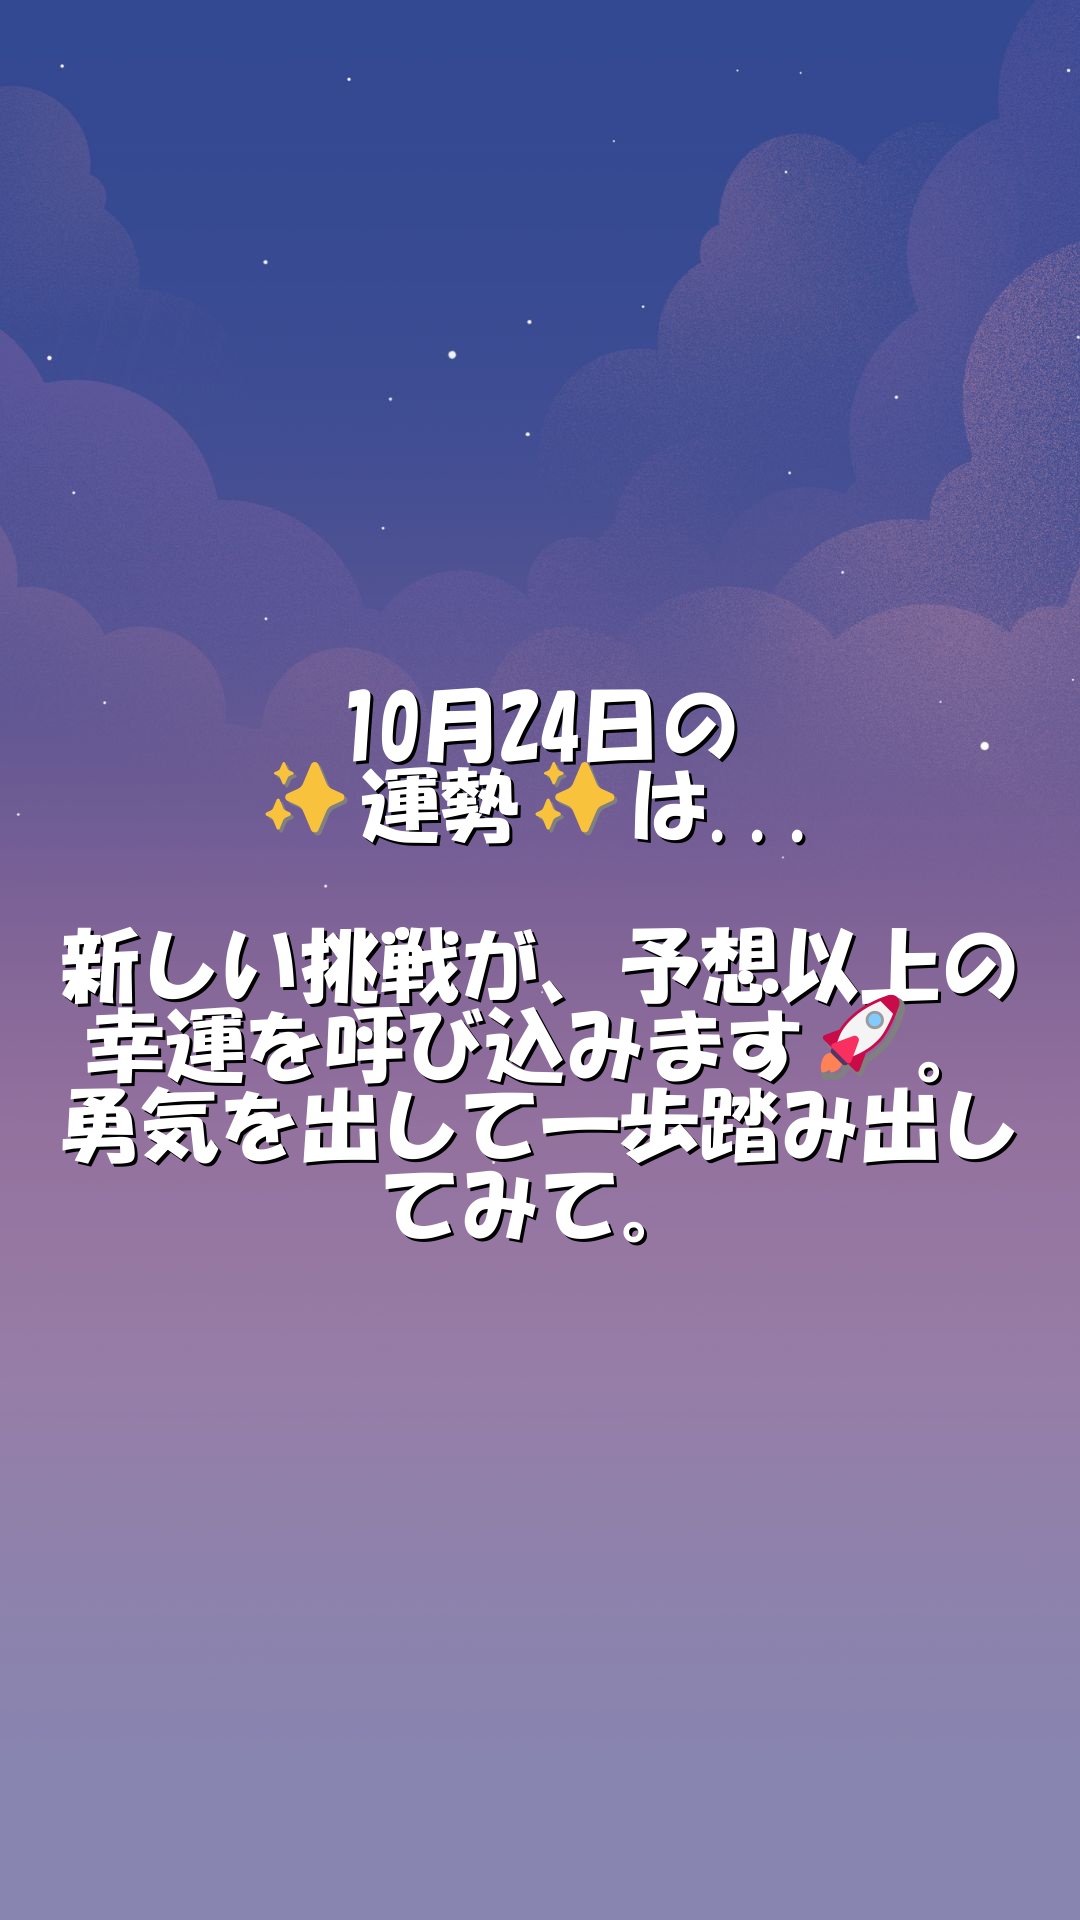 10月24日の
✨運勢✨は...
新しい挑戦が、予想以上の
幸運を呼び込みます🚀。
勇気を出して一歩踏み出し
てみて。